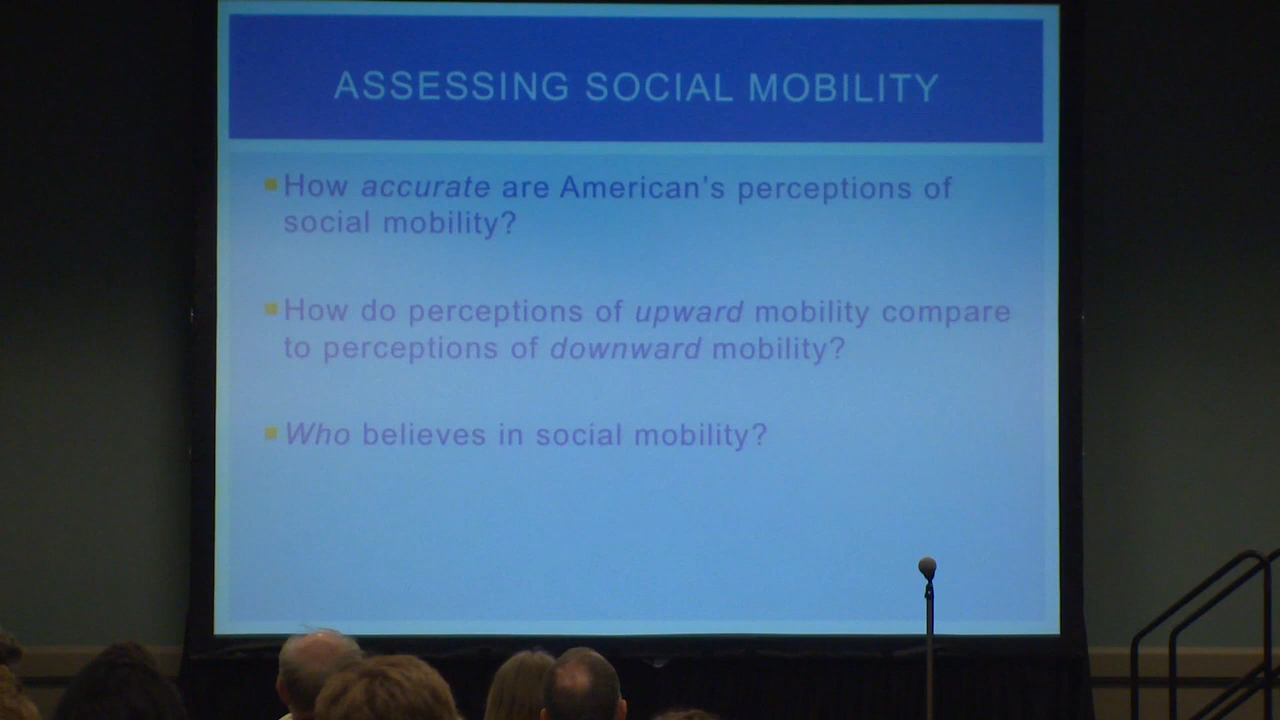 ASSESSING SOCIAL MOBILITY
How accurate are American's perceptions of
social mobility?
How do perceptions of upward mobility compare
to perceptions of downward mobility?
Who believes in social mobility?